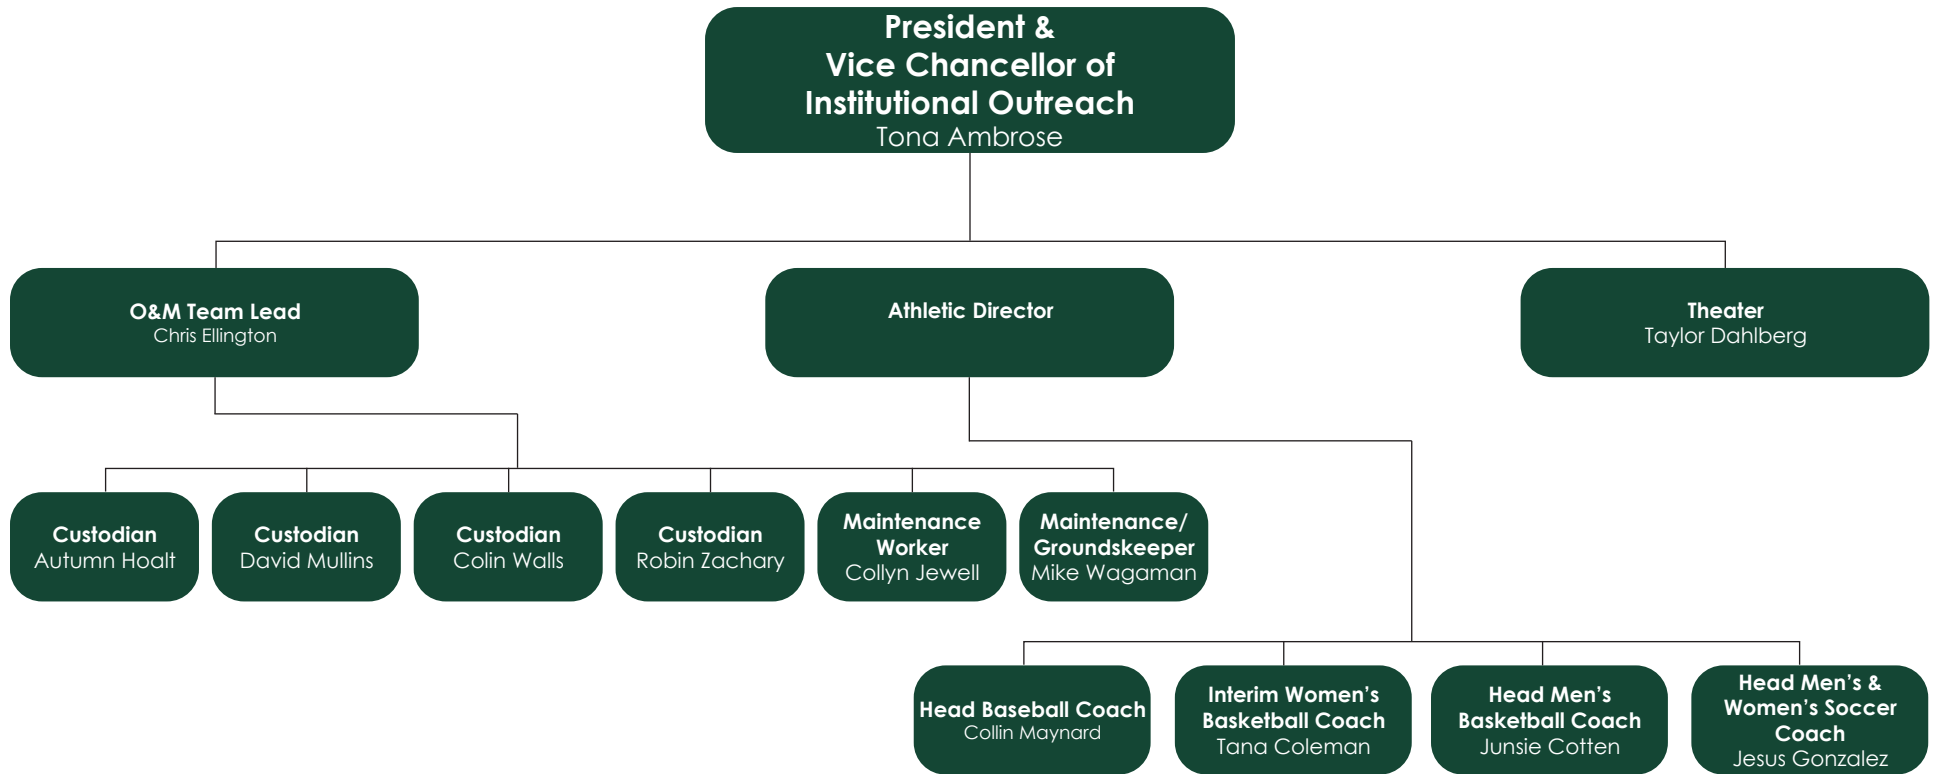 President &
Vice Chancellor of
Institutional Outreach
Tona Ambrose
O&M Team Lead
Chris Ellington
Athletic Director
Theater
Taylor Dahlberg
Custodian
Autumn Hoalt
Custodian
David Mullins
Custodian
Colin Walls
Custodian
Robin Zachary
Maintenance
Worker
Collyn Jewell
Maintenance/
Groundskeeper
Mike Wagaman
Head Baseball Coach
Collin Maynard
Interim Women’s
Basketball Coach
Tana Coleman
Head Men’s
Basketball Coach
Junsie Cotten
Head Men’s &
Women’s Soccer
Coach
Jesus Gonzalez